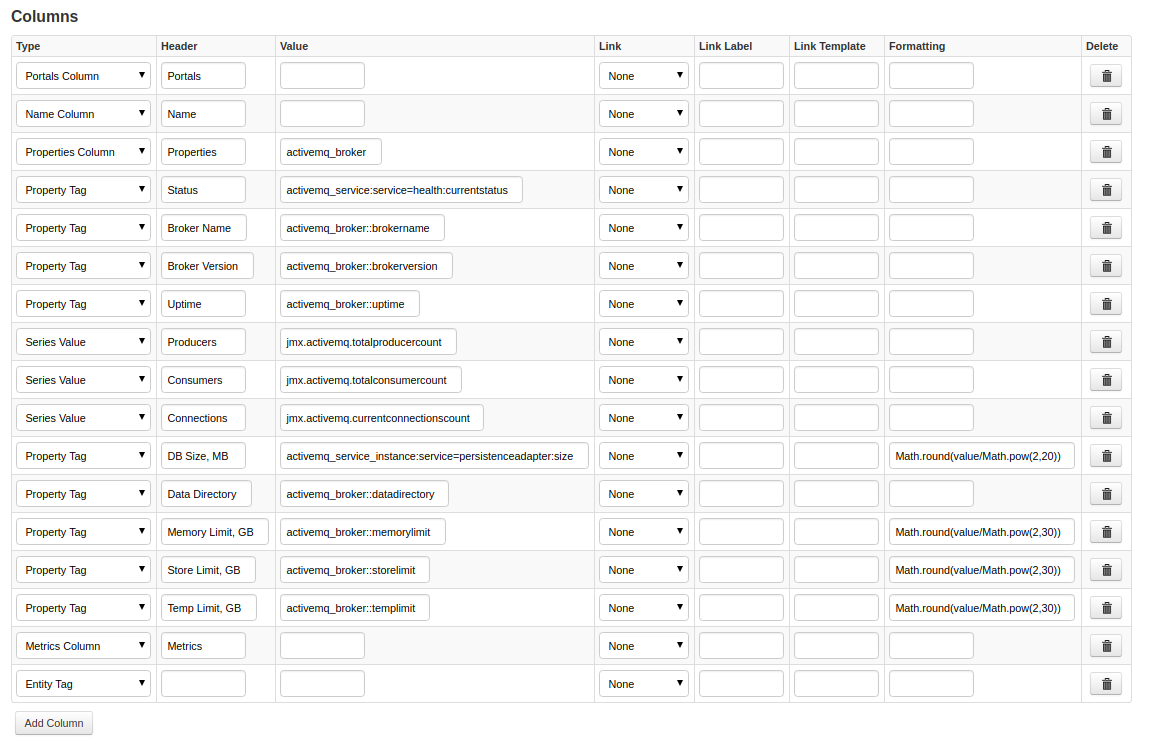 Columns
Type Header Value Link Link Label Link Template Formatting Delete
Portals Column Portals None
Name Column Name None
Properties Column Properties activemq_broker None
Property Tag Status activemq_service:service=health:currentstatus None
Property Tag Broker Name activemq_broker::brokername None
Property Tag Broker Version activemq_broker::brokerversion None
Property Tag Uptime activemq_broker::uptime None
Series Value Producers jmx.activemq.totalproducercount None
Series Value Consumers jmx.activemq.totalconsumercount None
Series Value Connections jmx.activemq.currentconnectionscount None
Property Tag DB Size, MB activemq_service_instance:service=persistenceadapter:size None Math.round(value/Math.pow(2,20))
Property Tag Data Directory activemq_broker::datadirectory None
Property Tag Memory Limit, GB activemq_broker::memorylimit None Math.round(value/Math.pow(2,30))
Property Tag Store Limit, GB activemq_broker::storelimit None Math.round(value/Math.pow(2,30))
Property Tag Temp Limit, GB activemq_broker::templimit None Math.round(value/Math.pow(2,30))
Metrics Column Metrics None
Entity Tag None
Add Column